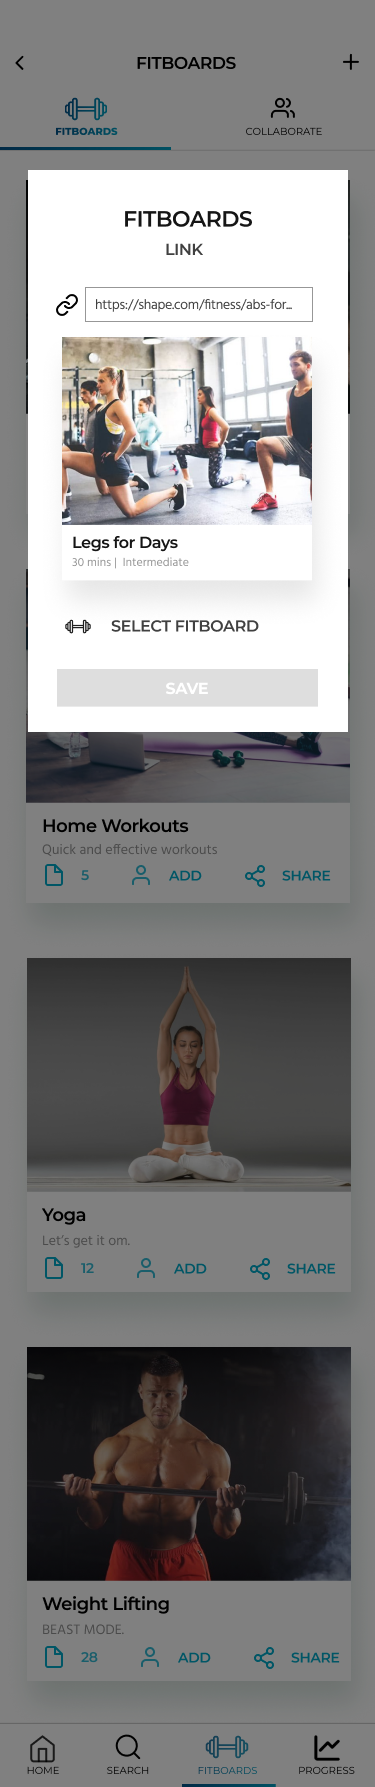 FITBOARDS
FITBOARDS
COLLABORATE
FITBOARDS
LINK
https://shape.com/fitness/abs-for...
Legs for Days
30 mins | Intermediate
SELECT FITBOARD
SAVE
Home Workouts
Quick and effective workouts
5 ADD SHARE
Yoga
Let's get it om.
12 ADD SHARE
Weight Lifting
BEAST MODE.
28 ADD SHARE
HOME SEARCH FITBOARDS PROGRESS